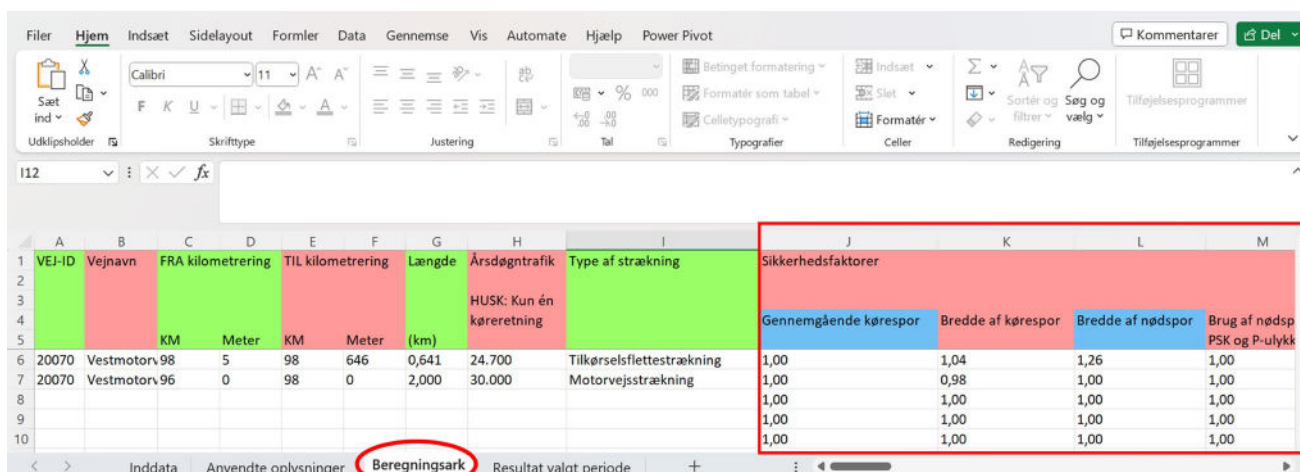 Filer Hjem Indsæt Sidelayout Formler Data Gennemse Vis Automate Hjælp Power Pivot Kommentarer Del
Calibri 11 A^ A˅ ab Betinget formatering Indsæt Σ
Sæt ind F K U A % 000 Formatér som tabel Slet Sortér og filtrer Søg og vælg Tilføjelsesprogrammer
Celletypografi Formatér
Udklipsholder Skrifttype Justering Tal Typografier Celler Redigering Tilføjelsesprogrammer
I12 fx
A B C D E F G H I J K L M
1 VEJ-ID Vejnavn FRA kilometrering TIL kilometrering Længde Årsdøgntrafik Type af strækning Sikkerhedsfaktorer
2
3 HUSK: Kun én
4 køreretning Gennemgående kørespor Bredde af kørespor Bredde af nødspor Brug af nødsp
5 KM Meter KM Meter (km) PSK og P-ulykk
6 20070 Vestmotorv 98 5 98 646 0,641 24.700 Tilkørselsflettestrækning 1,00 1,04 1,26 1,00
7 20070 Vestmotorv 96 0 98 0 2,000 30.000 Motorvejsstrækning 1,00 0,98 1,00 1,00
8 1,00 1,00 1,00 1,00
9 1,00 1,00 1,00 1,00
10 1,00 1,00 1,00 1,00
Inddata Anvendte oplysninger Beregningsark Resultat valgt periode +